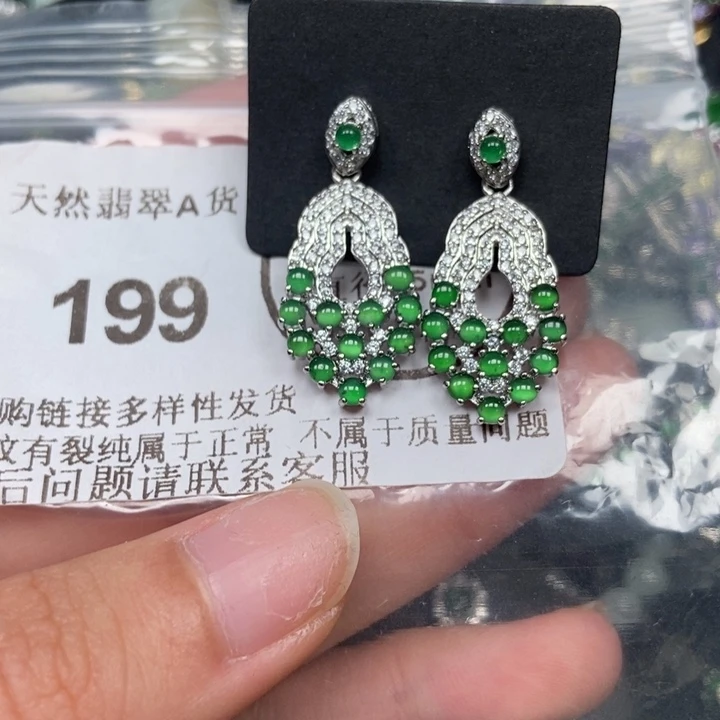 天然翡翠A货
199
购链接多样性发货
纹有裂纯属于正常 不属于质量问题
后问题请联系客服